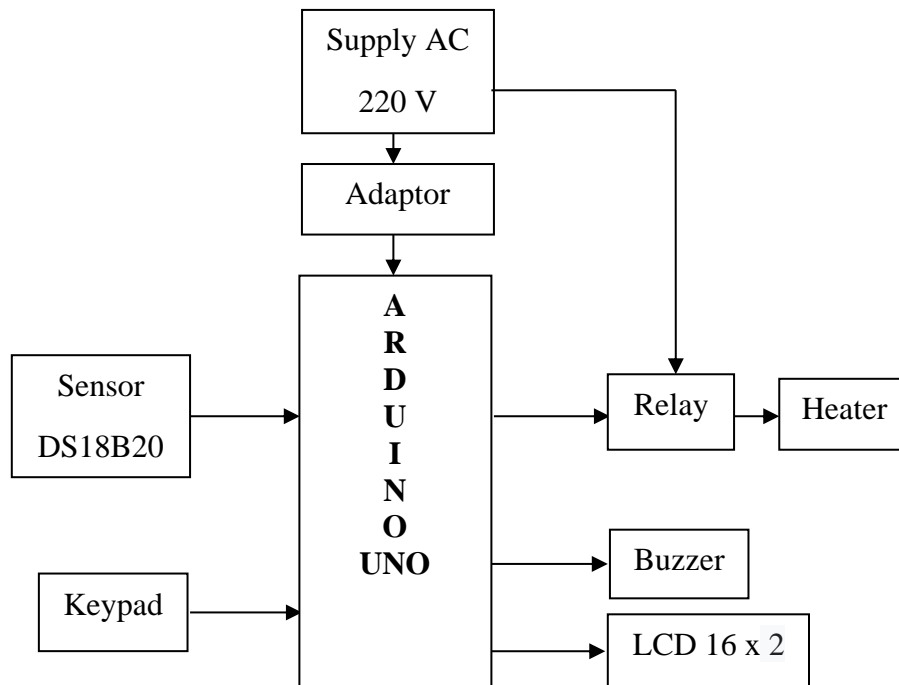 Supply AC
220 V
Adaptor
A
R
D
U
I
N
O
UNO
Sensor
DS18B20
Keypad
Relay
Heater
Buzzer
LCD 16 x 2